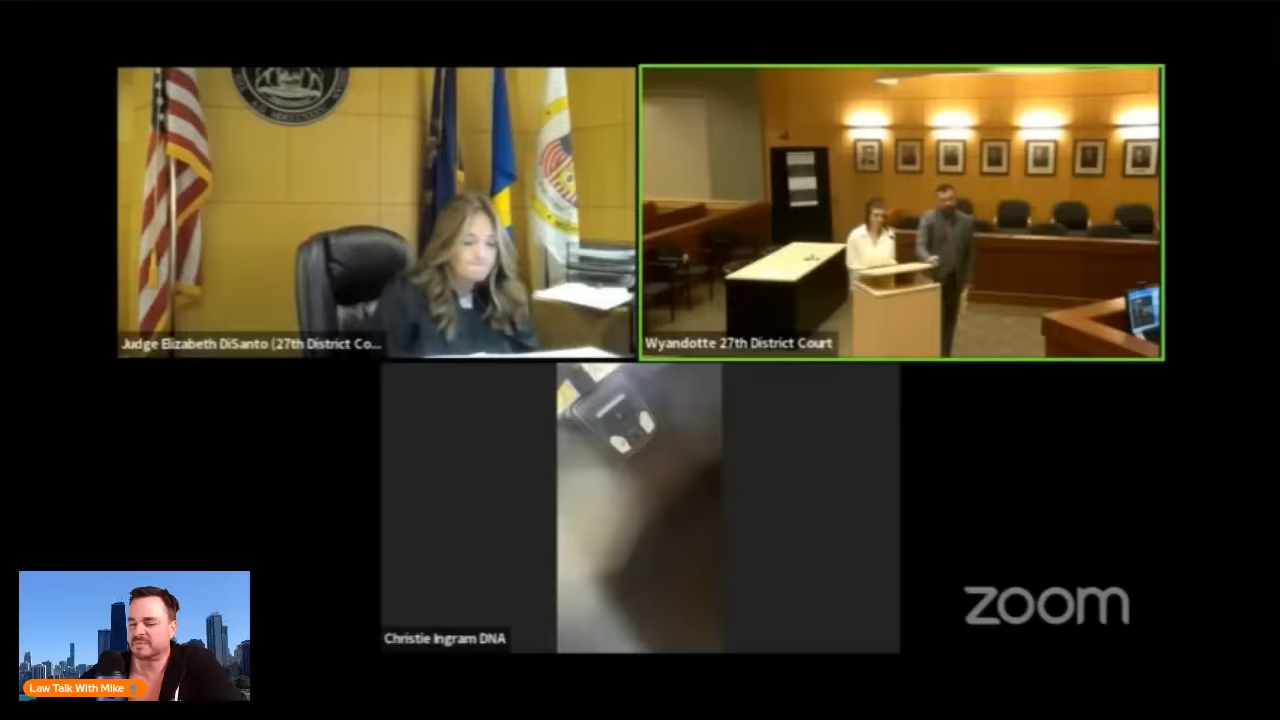 Judge Elizabeth DiSanto (27th District Co...
Wyandotte 27th District Court
Christie Ingram DNA
zoom
Law Talk With Mike